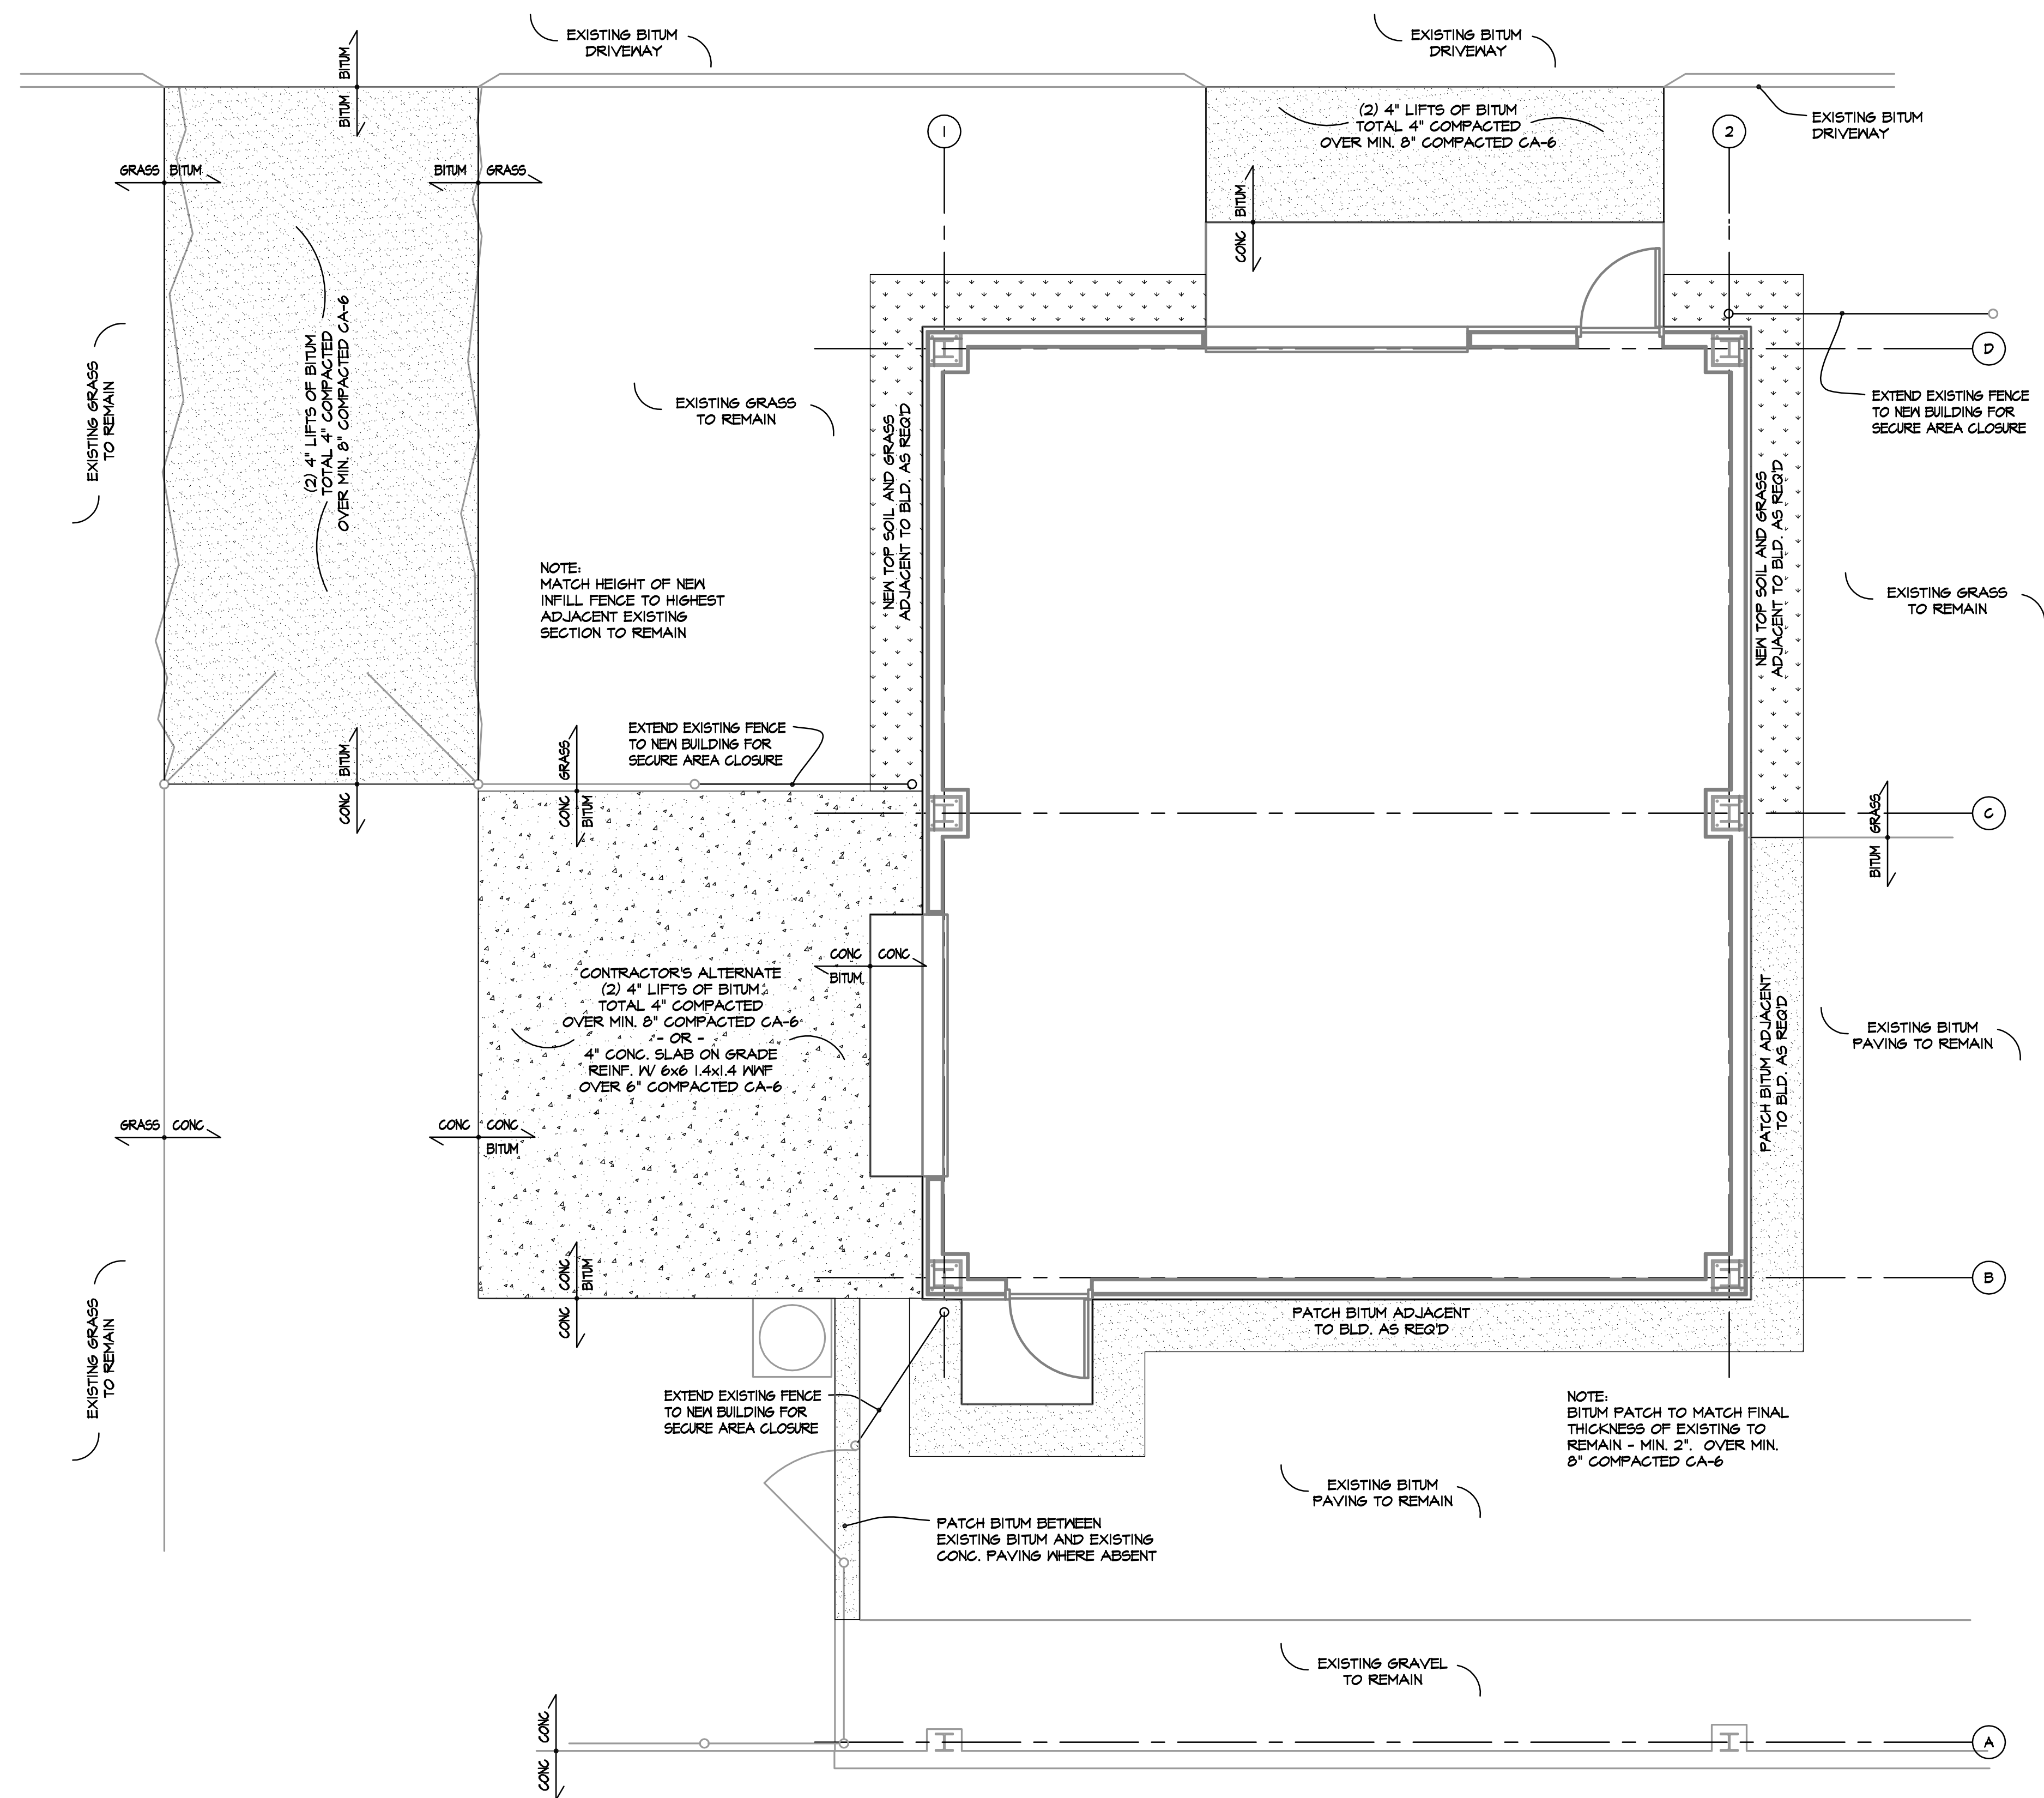 EXISTING BITUM
DRIVEWAY
EXISTING BITUM
DRIVEWAY
BITUM
BITUM
(2) 4" LIFTS OF BITUM
TOTAL 4" COMPACTED
OVER MIN. 8" COMPACTED CA-6
EXISTING BITUM
DRIVEWAY
1
2
GRASS
BITUM
BITUM
GRASS
BITUM
CONC
(2) 4" LIFTS OF BITUM
TOTAL 4" COMPACTED
OVER MIN. 8" COMPACTED CA-6
EXISTING GRASS
TO REMAIN
EXISTING GRASS
TO REMAIN
NEW TOP SOIL AND GRASS
ADJACENT TO BLD. AS REQ'D
D
EXTEND EXISTING FENCE
TO NEW BUILDING FOR
SECURE AREA CLOSURE
NEW TOP SOIL AND GRASS
ADJACENT TO BLD. AS REQ'D
NOTE:
MATCH HEIGHT OF NEW
INFILL FENCE TO HIGHEST
ADJACENT EXISTING
SECTION TO REMAIN
EXISTING GRASS
TO REMAIN
EXTEND EXISTING FENCE
TO NEW BUILDING FOR
SECURE AREA CLOSURE
BITUM
CONC
GRASS
CONC
BITUM
C
GRASS
BITUM
CONC
CONC
BITUM
CONTRACTOR'S ALTERNATE
(2) 4" LIFTS OF BITUM
TOTAL 4" COMPACTED
OVER MIN. 8" COMPACTED CA-6
- OR -
4" CONC. SLAB ON GRADE
REINF. W/ 6x6 1.4x1.4 WWF
OVER 6" COMPACTED CA-6
PATCH BITUM ADJACENT
TO BLD. AS REQ'D
EXISTING BITUM
PAVING TO REMAIN
GRASS
CONC
CONC
CONC
BITUM
CONC
BITUM
CONC
B
EXISTING GRASS
TO REMAIN
PATCH BITUM ADJACENT
TO BLD. AS REQ'D
EXTEND EXISTING FENCE
TO NEW BUILDING FOR
SECURE AREA CLOSURE
NOTE:
BITUM PATCH TO MATCH FINAL
THICKNESS OF EXISTING TO
REMAIN - MIN. 2". OVER MIN.
8" COMPACTED CA-6
EXISTING BITUM
PAVING TO REMAIN
PATCH BITUM BETWEEN
EXISTING BITUM AND EXISTING
CONC. PAVING WHERE ABSENT
EXISTING GRAVEL
TO REMAIN
CONC
CONC
A